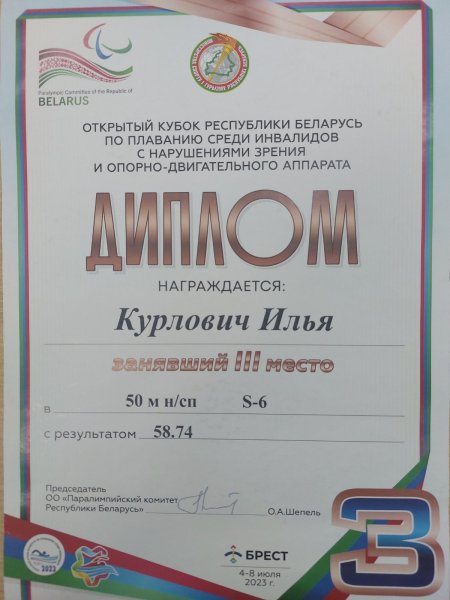 Paralympic Committee of the Republic of
BELARUS
ОТКРЫТЫЙ КУБОК РЕСПУБЛИКИ БЕЛАРУСЬ
ПО ПЛАВАНИЮ СРЕДИ ИНВАЛИДОВ
С НАРУШЕНИЯМИ ЗРЕНИЯ
И ОПОРНО-ДВИГАТЕЛЬНОГО АППАРАТА
ДИПЛОМ
НАГРАЖДАЕТСЯ:
Курлович Илья
занявший III место
в 50 м н/сп S-6
с результатом 58.74
Председатель
ОО «Паралимпийский комитет
Республики Беларусь»
О.А.Шепель
3
2023
БРЕСТ
4-8 июля
2023 г.